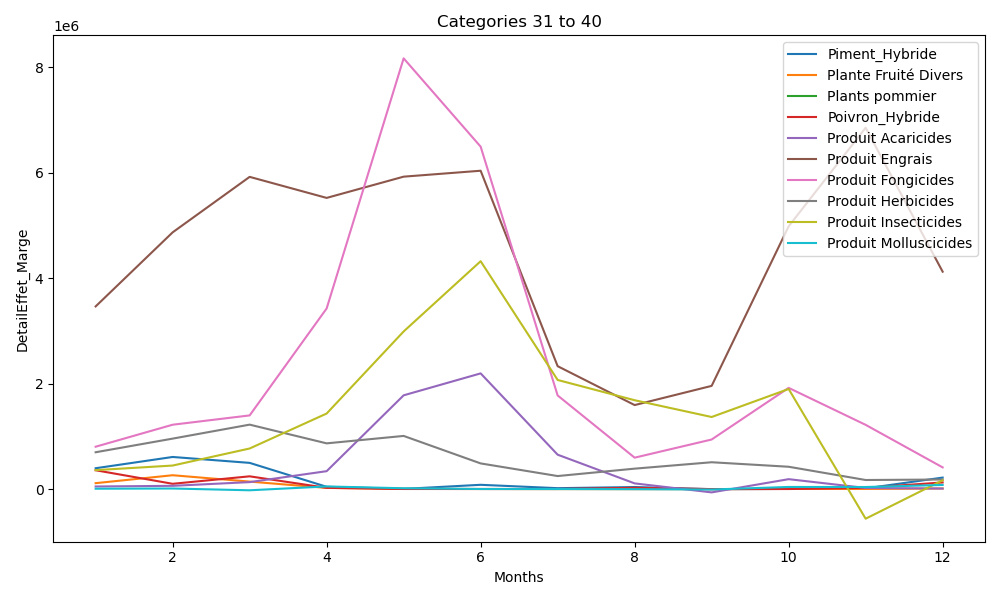 Categories 31 to 40
1e6
8
6
4
2
0
DetailEffet_Marge
2
4
6
8
10
12
Months
Piment_Hybride
Plante Fruité Divers
Plants pommier
Poivron_Hybride
Produit Acaricides
Produit Engrais
Produit Fongicides
Produit Herbicides
Produit Insecticides
Produit Molluscicides